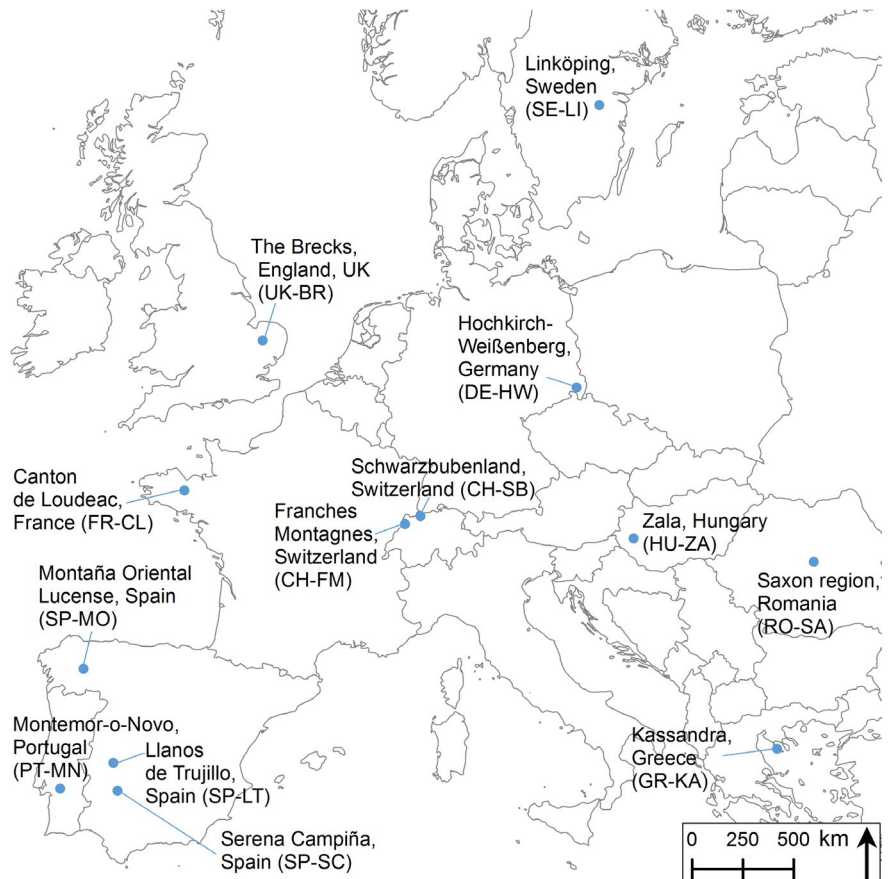 Linköping,
Sweden
(SE-LI)
The Brecks,
England, UK
(UK-BR)
Hochkirch-
Weißenberg,
Germany
(DE-HW)
Canton
de Loudeac,
France (FR-CL)
Schwarzbubenland,
Switzerland (CH-SB)
Franches
Montagnes,
Switzerland
(CH-FM)
Zala, Hungary
(HU-ZA)
Saxon region,
Romania
(RO-SA)
Montaña Oriental
Lucense, Spain
(SP-MO)
Montemor-o-Novo,
Portugal
(PT-MN)
Llanos
de Trujillo,
Spain (SP-LT)
Kassandra,
Greece
(GR-KA)
Serena Campiña,
Spain (SP-SC)
0 250 500 km